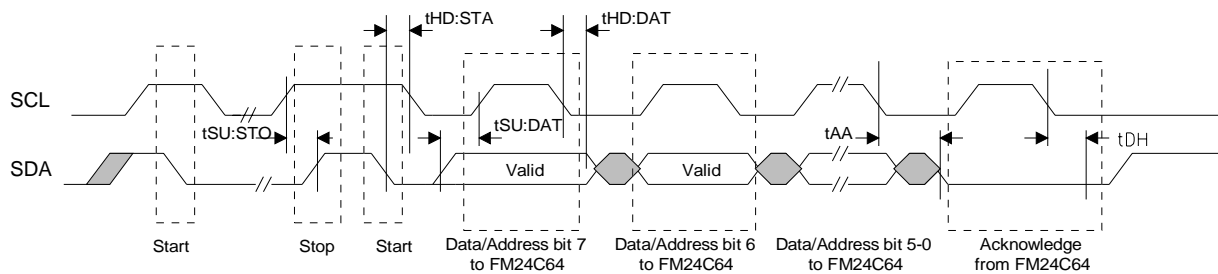 tHD:STA
tHD:DAT
SCL
tSU:STO
tSU:DAT
tAA
tDH
SDA
Valid
Valid
Start
Stop
Start
Data/Address bit 7
to FM24C64
Data/Address bit 6
to FM24C64
Data/Address bit 5-0
to FM24C64
Acknowledge
from FM24C64